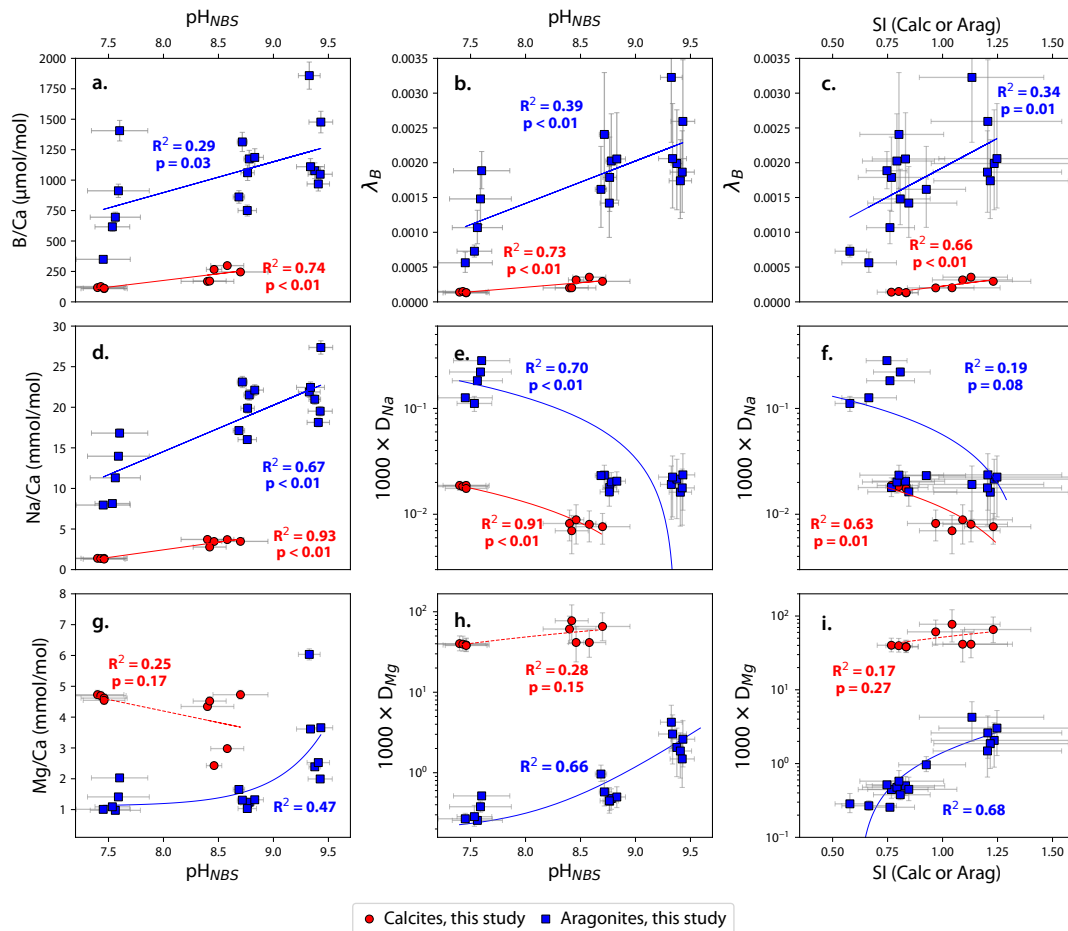 pH_NBS
pH_NBS
SI (Calc or Arag)
7.5 8.0 8.5 9.0 9.5
7.5 8.0 8.5 9.0 9.5
0.50 0.75 1.00 1.25 1.50
a.
B/Ca (μmol/mol)
2000
1750
1500
1250
1000
750
500
250
0
R² = 0.29
p = 0.03
R² = 0.74
p < 0.01
b.
λ_B
0.0035
0.0030
0.0025
0.0020
0.0015
0.0010
0.0005
0.0000
R² = 0.39
p < 0.01
R² = 0.73
p < 0.01
c.
λ_B
0.0035
0.0030
0.0025
0.0020
0.0015
0.0010
0.0005
0.0000
R² = 0.34
p = 0.01
R² = 0.66
p < 0.01
d.
Na/Ca (mmol/mol)
30
25
20
15
10
5
0
R² = 0.67
p < 0.01
R² = 0.93
p < 0.01
e.
1000 × D_Na
10⁻¹
10⁻²
R² = 0.70
p < 0.01
R² = 0.91
p < 0.01
f.
1000 × D_Na
10⁻¹
10⁻²
R² = 0.19
p = 0.08
R² = 0.63
p = 0.01
g.
Mg/Ca (mmol/mol)
8
7
6
5
4
3
2
1
0
R² = 0.25
p = 0.17
R² = 0.47
h.
1000 × D_Mg
10²
10¹
10⁰
R² = 0.28
p = 0.15
R² = 0.66
i.
1000 × D_Mg
10²
10¹
10⁰
10⁻¹
R² = 0.17
p = 0.27
R² = 0.68
7.5 8.0 8.5 9.0 9.5
7.5 8.0 8.5 9.0 9.5
0.50 0.75 1.00 1.25 1.50
pH_NBS
pH_NBS
SI (Calc or Arag)
Calcites, this study
Aragonites, this study